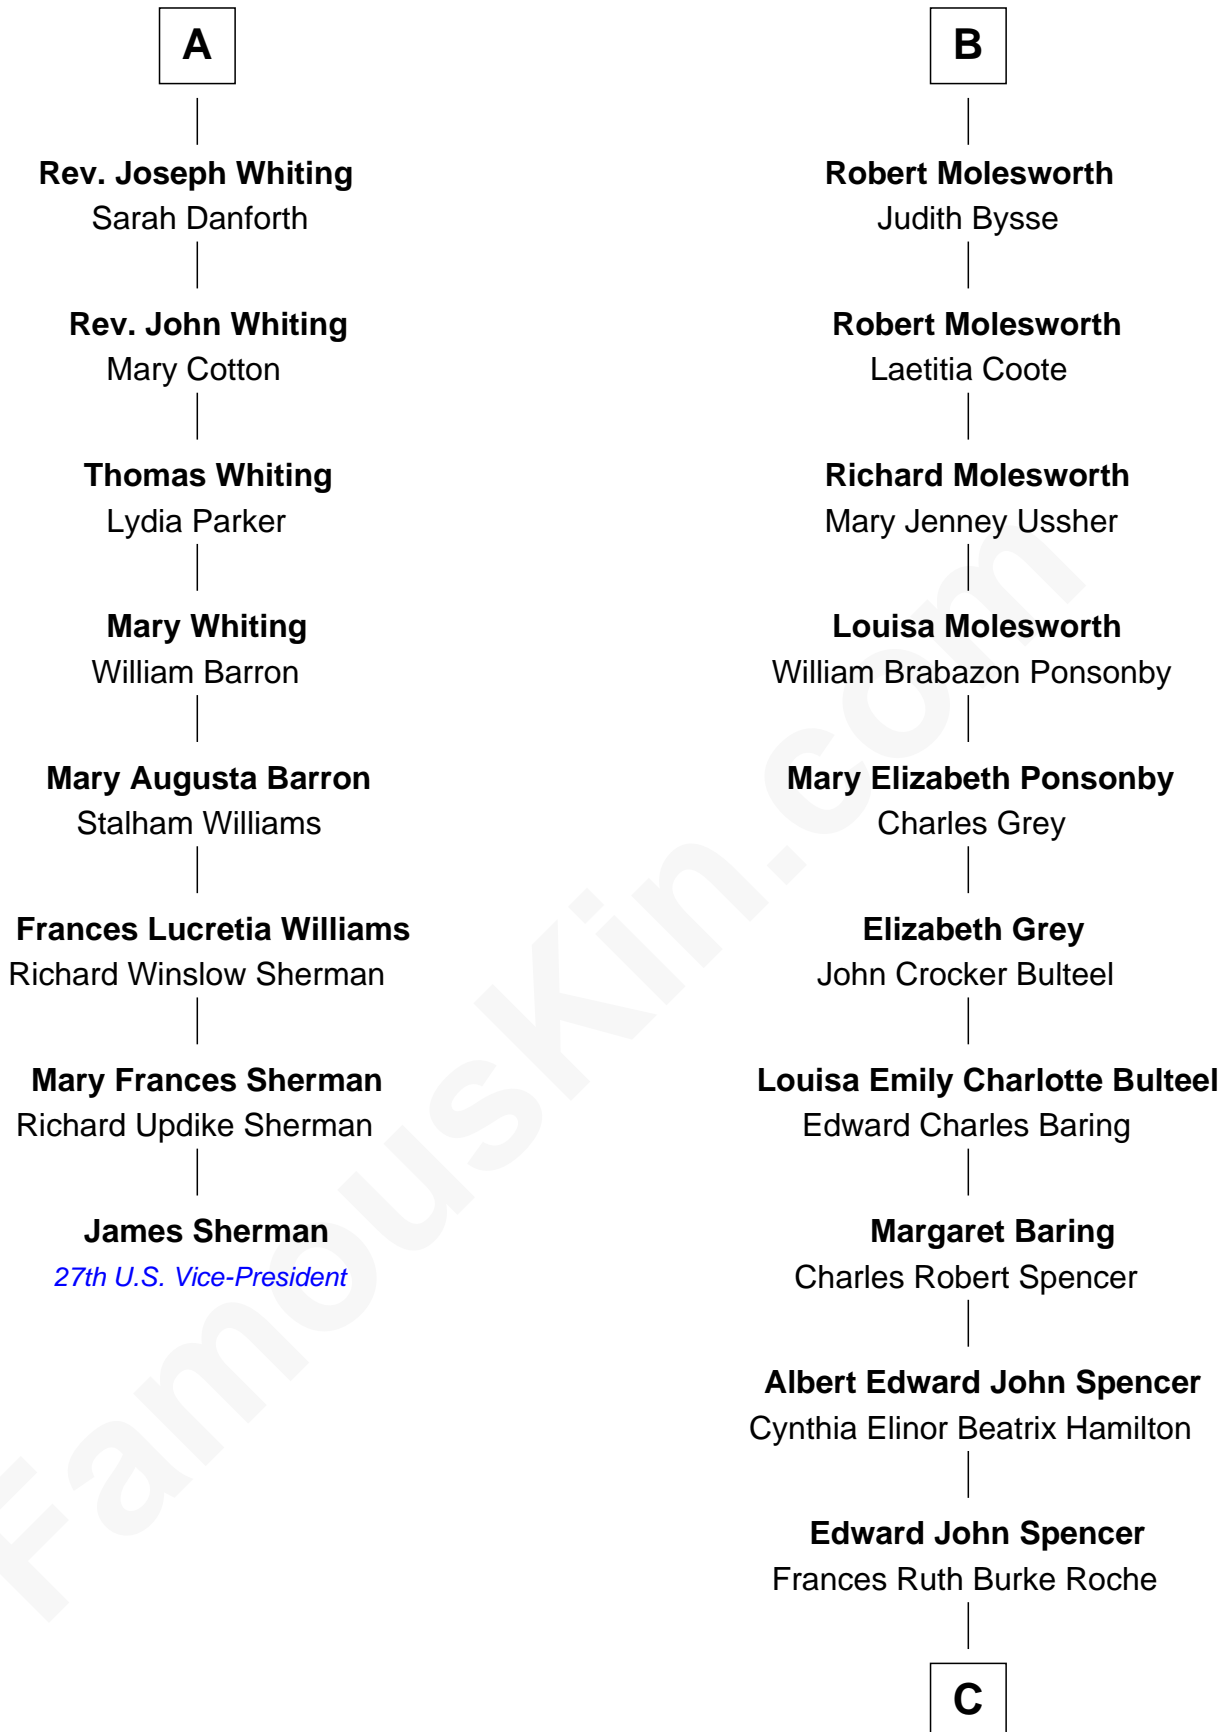 A
Rev. Joseph Whiting
Sarah Danforth
Rev. John Whiting
Mary Cotton
Thomas Whiting
Lydia Parker
Mary Whiting
William Barron
Mary Augusta Barron
Stalham Williams
Frances Lucretia Williams
Richard Winslow Sherman
Mary Frances Sherman
Richard Updike Sherman
James Sherman
27th U.S. Vice-President
B
Robert Molesworth
Judith Bysse
Robert Molesworth
Laetitia Coote
Richard Molesworth
Mary Jenney Ussher
Louisa Molesworth
William Brabazon Ponsonby
Mary Elizabeth Ponsonby
Charles Grey
Elizabeth Grey
John Crocker Bulteel
Louisa Emily Charlotte Bulteel
Edward Charles Baring
Margaret Baring
Charles Robert Spencer
Albert Edward John Spencer
Cynthia Elinor Beatrix Hamilton
Edward John Spencer
Frances Ruth Burke Roche
C
FamousKin.com